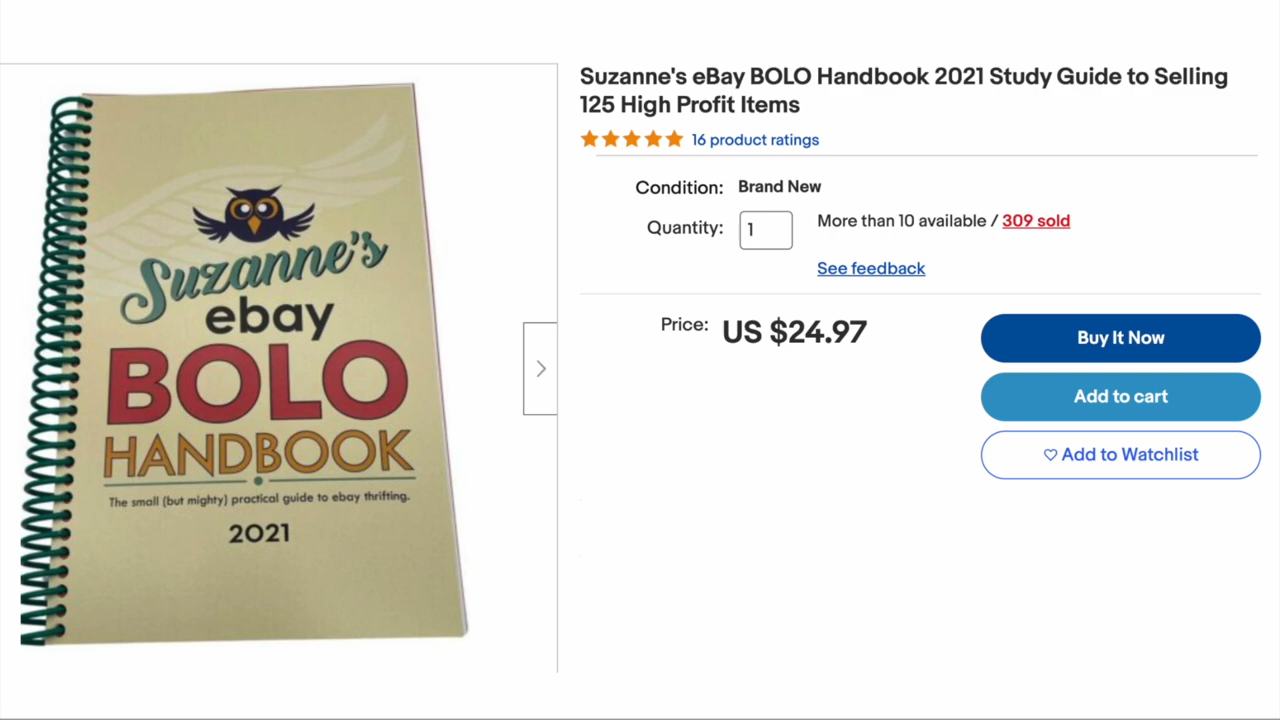 Suzanne's
ebay
BOLO
HANDBOOK
The small (but mighty) practical guide to ebay thrifting.
2021
Suzanne's eBay BOLO Handbook 2021 Study Guide to Selling
125 High Profit Items
16 product ratings
Condition: Brand New
Quantity: 1 More than 10 available / 309 sold
See feedback
Price: US $24.97
Buy It Now
Add to cart
Add to Watchlist